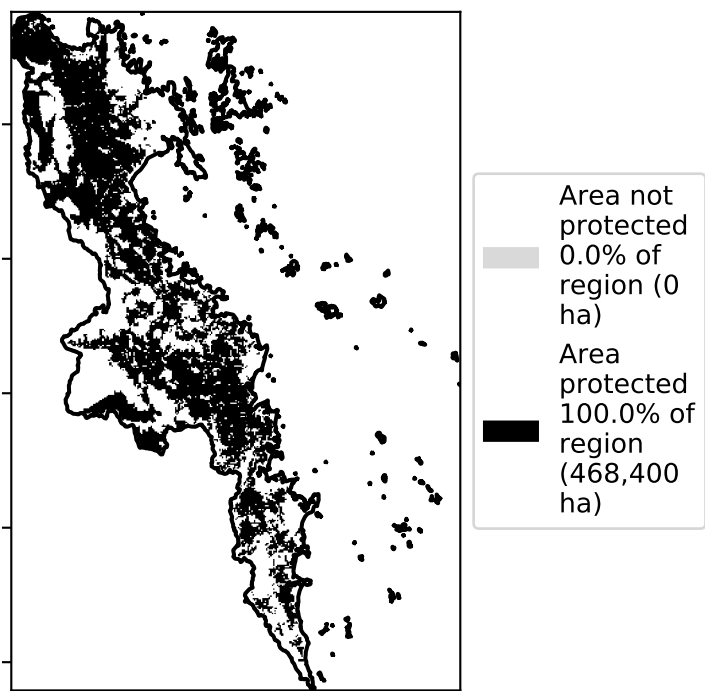 Area not
protected
0.0% of
region (0
ha)
Area
protected
100.0% of
region
(468,400
ha)